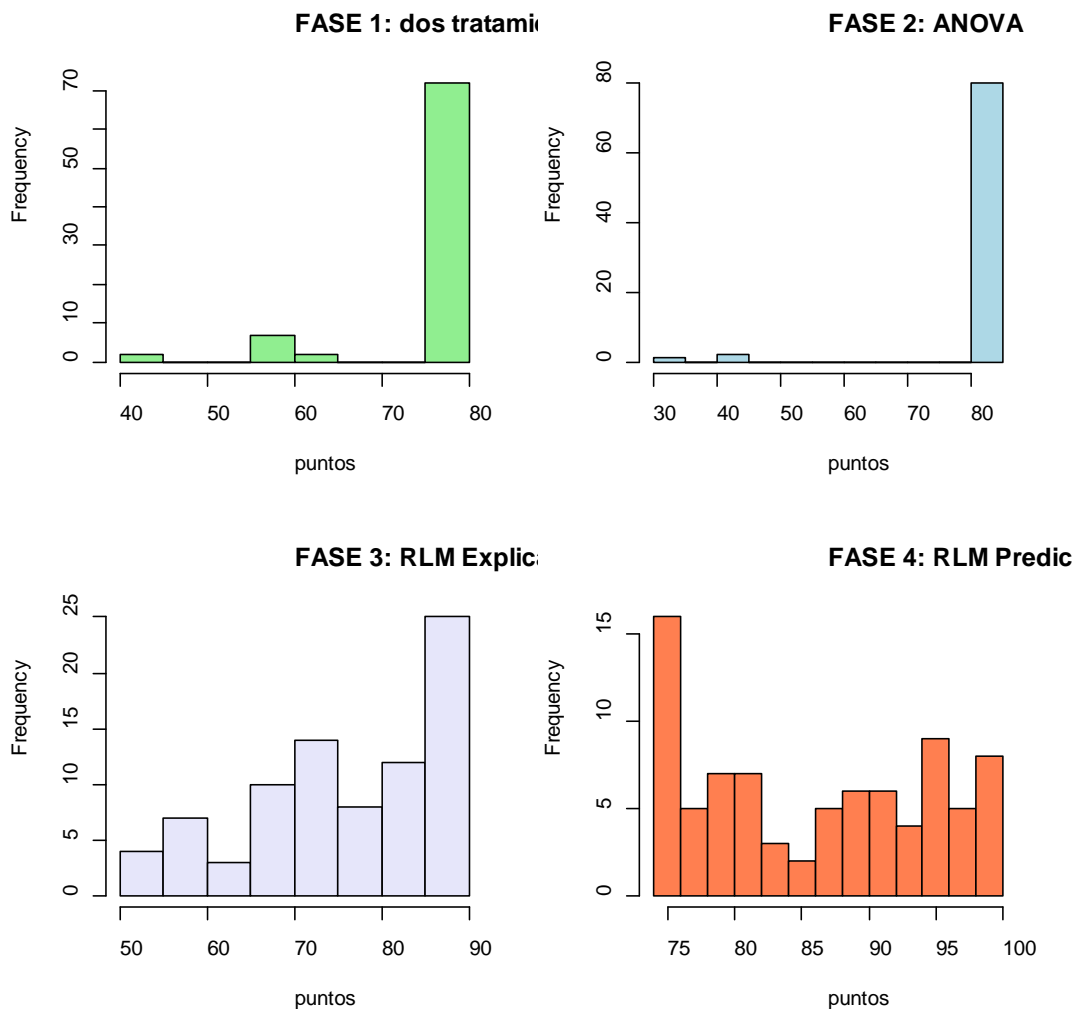 FASE 1: dos tratamie
Frequency
70
50
30
10
0
40 50 60 70 80
puntos
FASE 2: ANOVA
Frequency
80
60
40
20
0
30 40 50 60 70 80
puntos
FASE 3: RLM Explica
Frequency
25
20
15
10
5
0
50 60 70 80 90
puntos
FASE 4: RLM Predic
Frequency
15
10
5
0
75 80 85 90 95 100
puntos